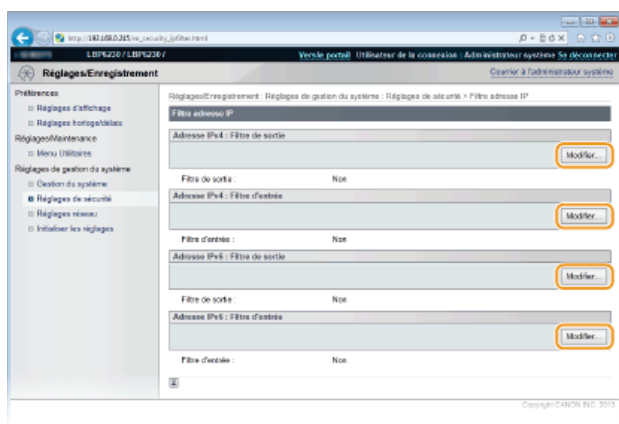 http://192.168.0.215/m_security_ipfilter.html
LBP6230 / LBP6230 /
Vers le portail Utilisateur de la connexion : Administrateur système Se déconnecter
Réglages/Enregistrement
Courrier à l'administrateur système
Préférences
Réglages d'affichage
Réglages horloge/délais
Réglages/Maintenance
Menu Utilitaires
Réglages de gestion du système
Gestion du système
Réglages de sécurité
Réglages réseau
Initialiser les réglages
Réglages/Enregistrement : Réglages de gestion du système : Réglages de sécurité > Filtre adresse IP
Filtre adresse IP
Adresse IPv4 : Filtre de sortie
Modifier...
Filtre de sortie : Non
Adresse IPv4 : Filtre d'entrée
Modifier...
Filtre d'entrée : Non
Adresse IPv6 : Filtre de sortie
Modifier...
Filtre de sortie : Non
Adresse IPv6 : Filtre d'entrée
Modifier...
Filtre d'entrée : Non
Copyright CANON INC. 2013